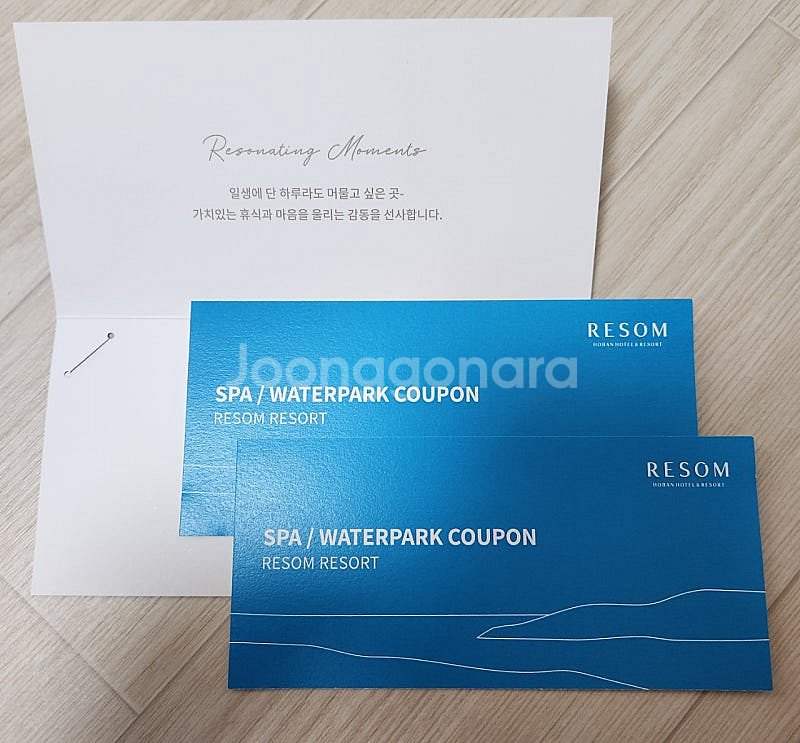 Resonating Moments
일생에 단 하루라도 머물고 싶은 곳-
가치있는 휴식과 마음을 울리는 감동을 선사합니다.
RESOM
HOBAN HOTEL & RESORT
Joonggonara
SPA / WATERPARK COUPON
RESOM RESORT
RESOM
HOBAN HOTEL & RESORT
SPA / WATERPARK COUPON
RESOM RESORT